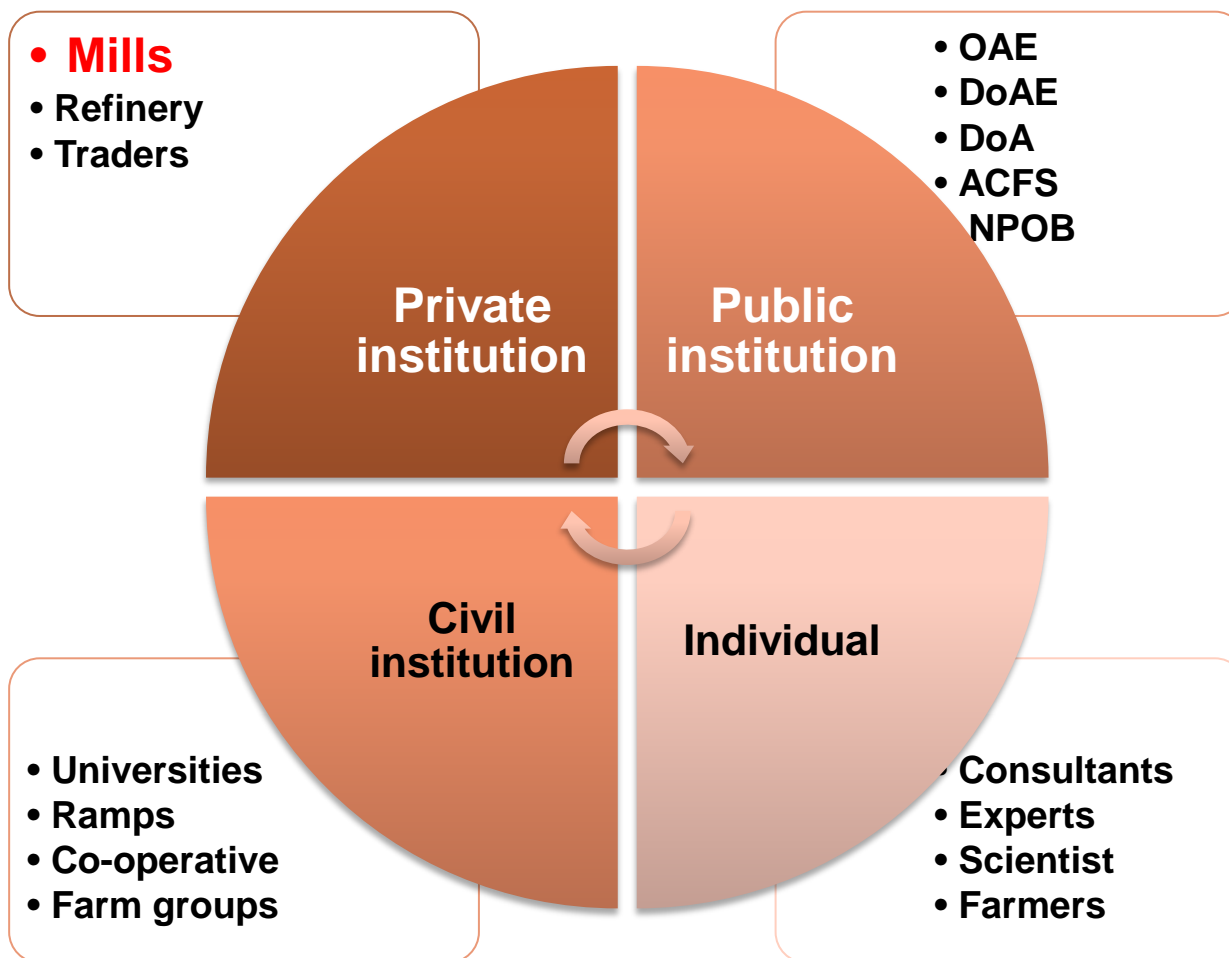 • Mills
• Refinery
• Traders
• OAE
• DoAE
• DoA
• ACFS
NPOB
Private
institution
Public
institution
Civil
institution
Individual
• Universities
• Ramps
• Co-operative
• Farm groups
• Consultants
• Experts
• Scientist
• Farmers